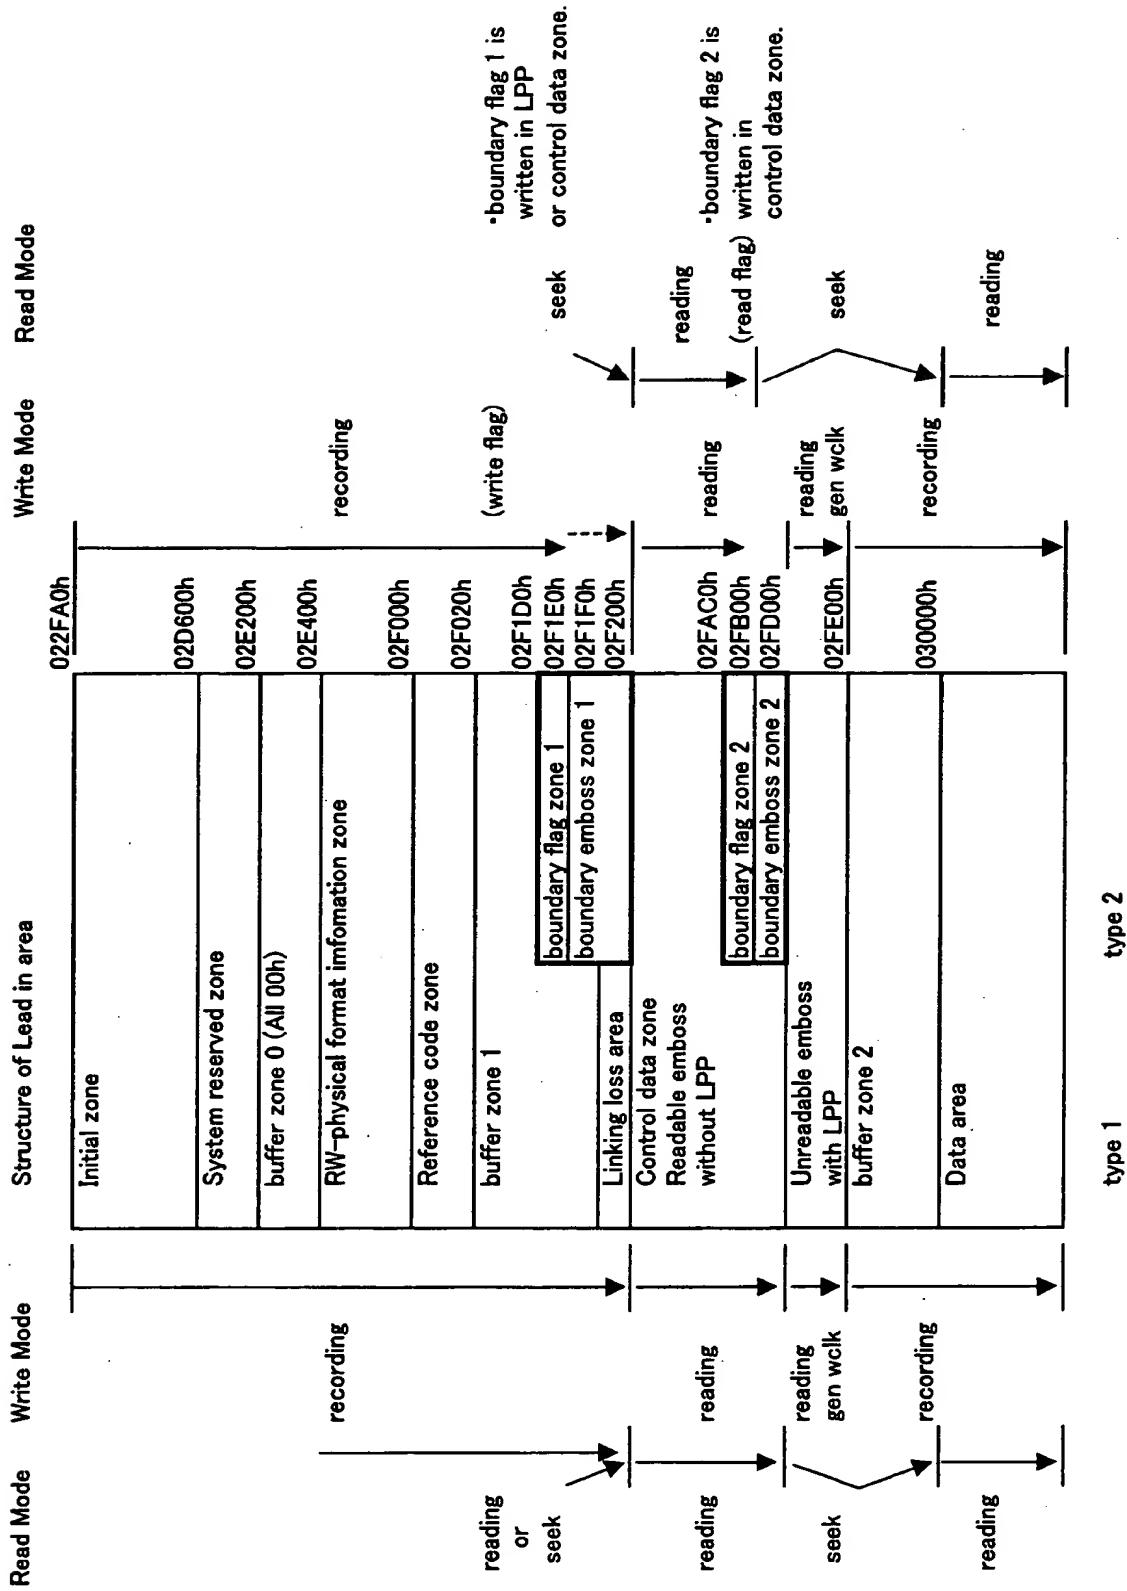 Structure of Lead in area
Read Mode
Write Mode
Write Mode
Read Mode
Initial zone
System reserved zone
buffer zone 0 (All 00h)
RW-physical format imfomation zone
Reference code zone
buffer zone 1
Linking loss area
Control data zone
Readable emboss
without LPP
Unreadable emboss
with LPP
buffer zone 2
Data area
boundary flag zone 1
boundary emboss zone 1
boundary flag zone 2
boundary emboss zone 2
type 1
type 2
022FA0h
02D600h
02E200h
02E400h
02F000h
02F020h
02F1D0h
02F1E0h
02F1F0h
02F200h
02FAC0h
02FB00h
02FD00h
02FE00h
030000h
reading
or
seek
reading
seek
reading
recording
reading
reading
gen wclk
recording
recording
(write flag)
reading
reading
gen wclk
recording
seek
reading
(read flag)
seek
reading
・boundary flag 1 is
written in LPP
or control data zone.
・boundary flag 2 is
written in
control data zone.